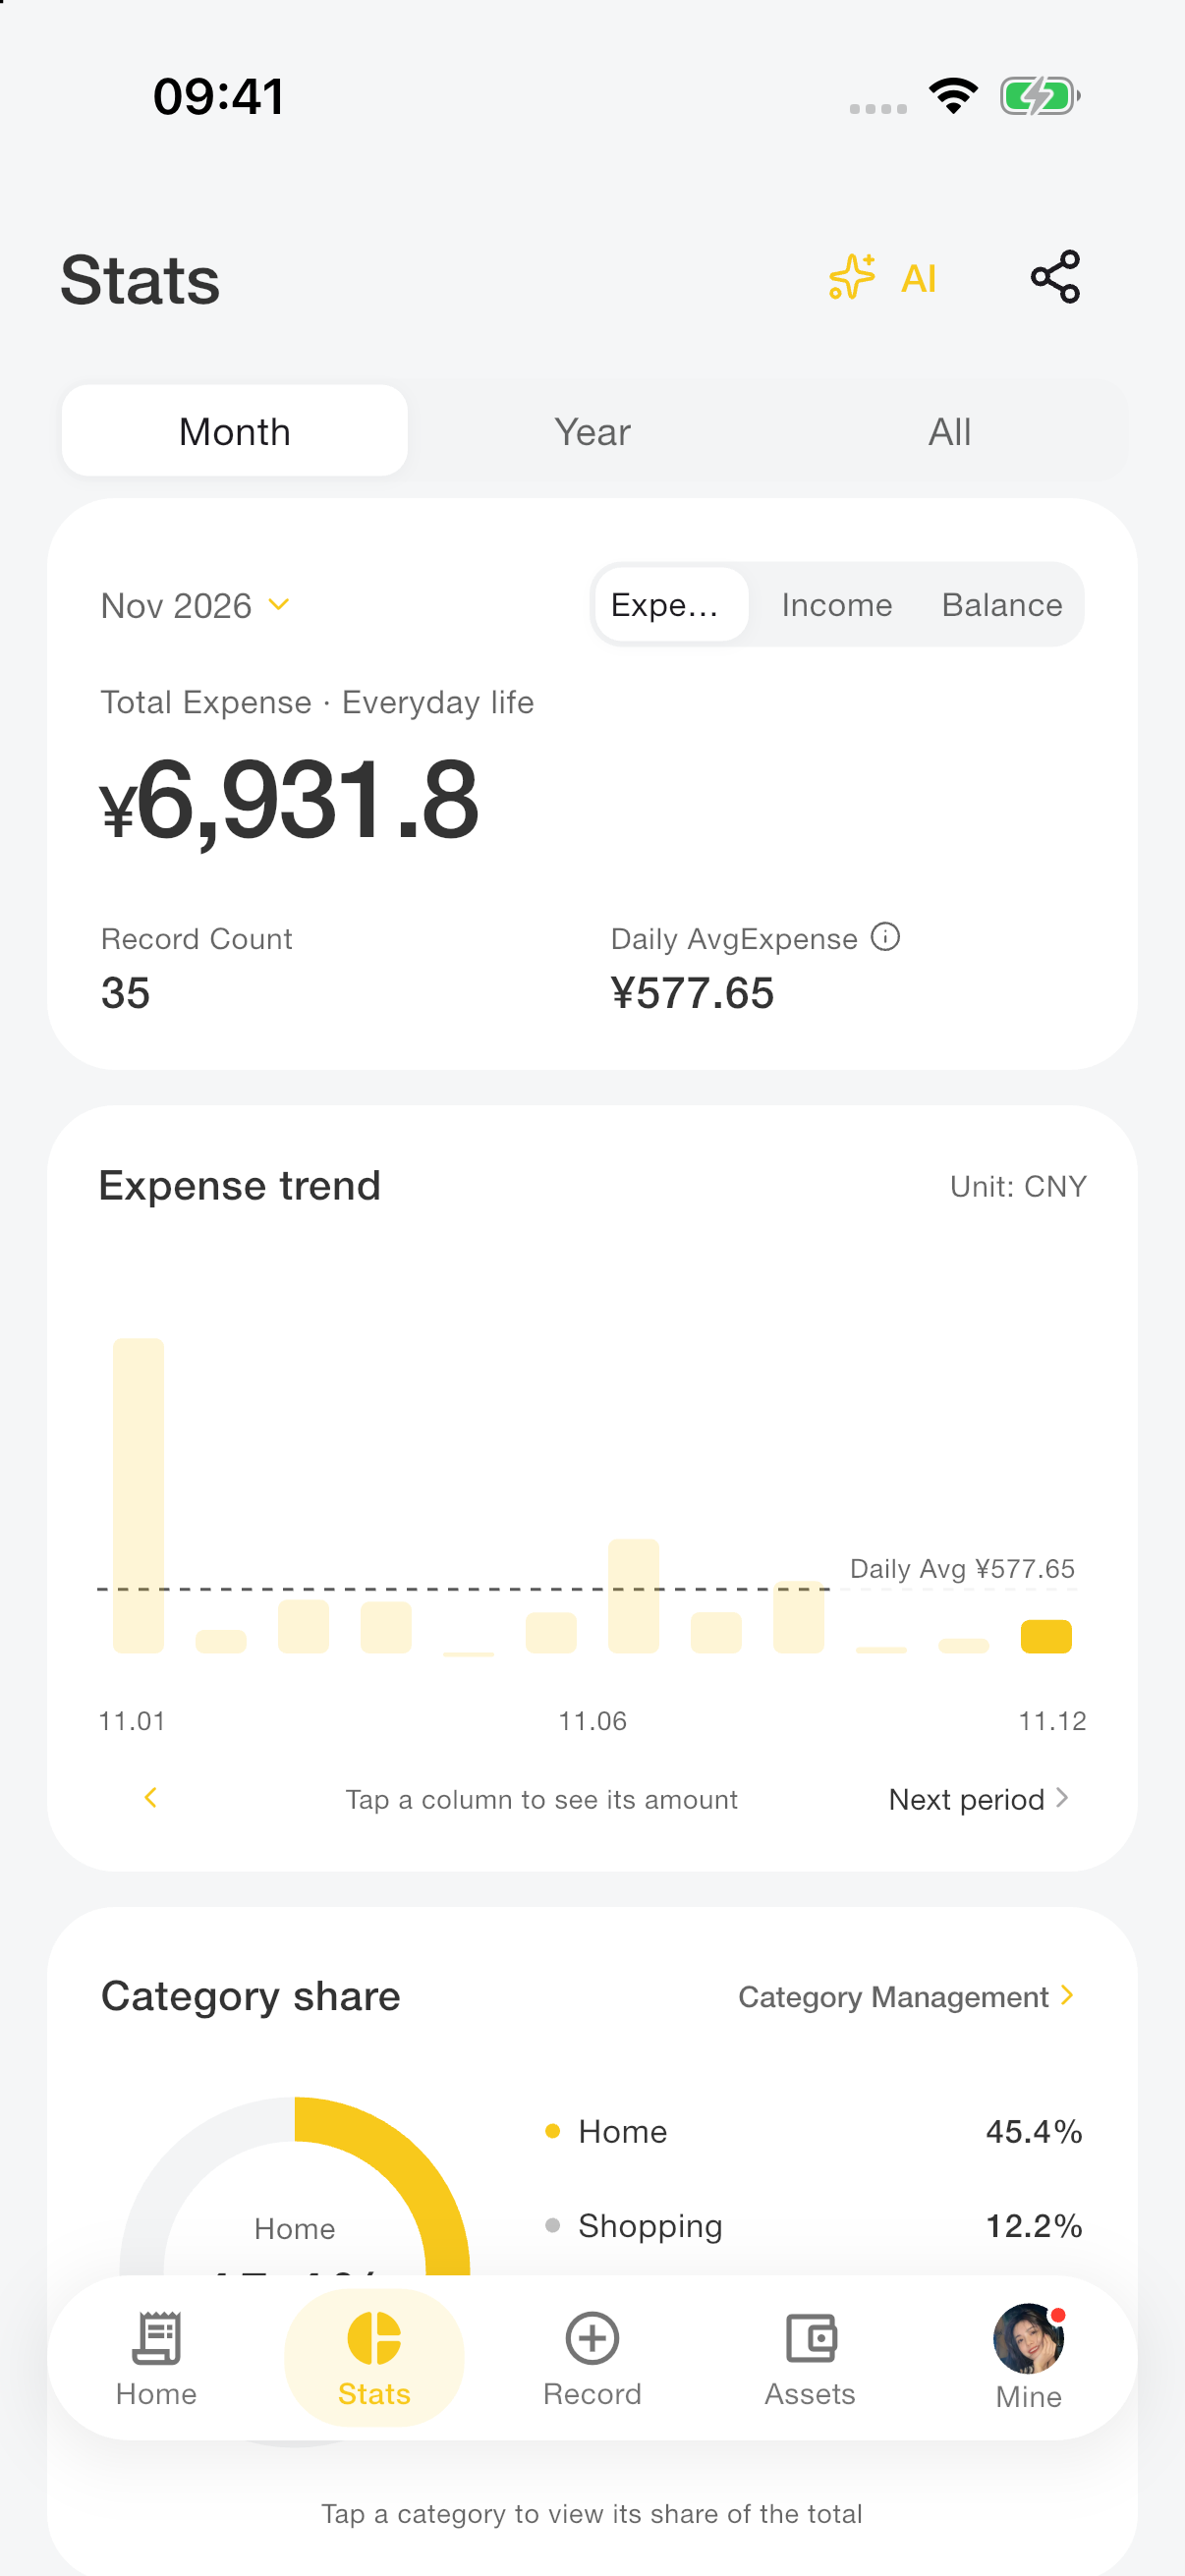 09:41
Stats
AI
Month Year All
Nov 2026 Expe... Income Balance
Total Expense · Everyday life
¥6,931.8
Record Count Daily AvgExpense
35 ¥577.65
Expense trend Unit: CNY
Daily Avg ¥577.65
11.01 11.06 11.12
Tap a column to see its amount Next period
Category share Category Management
Home 45.4%
Shopping 12.2%
Home
Home Stats Record Assets Mine
Tap a category to view its share of the total